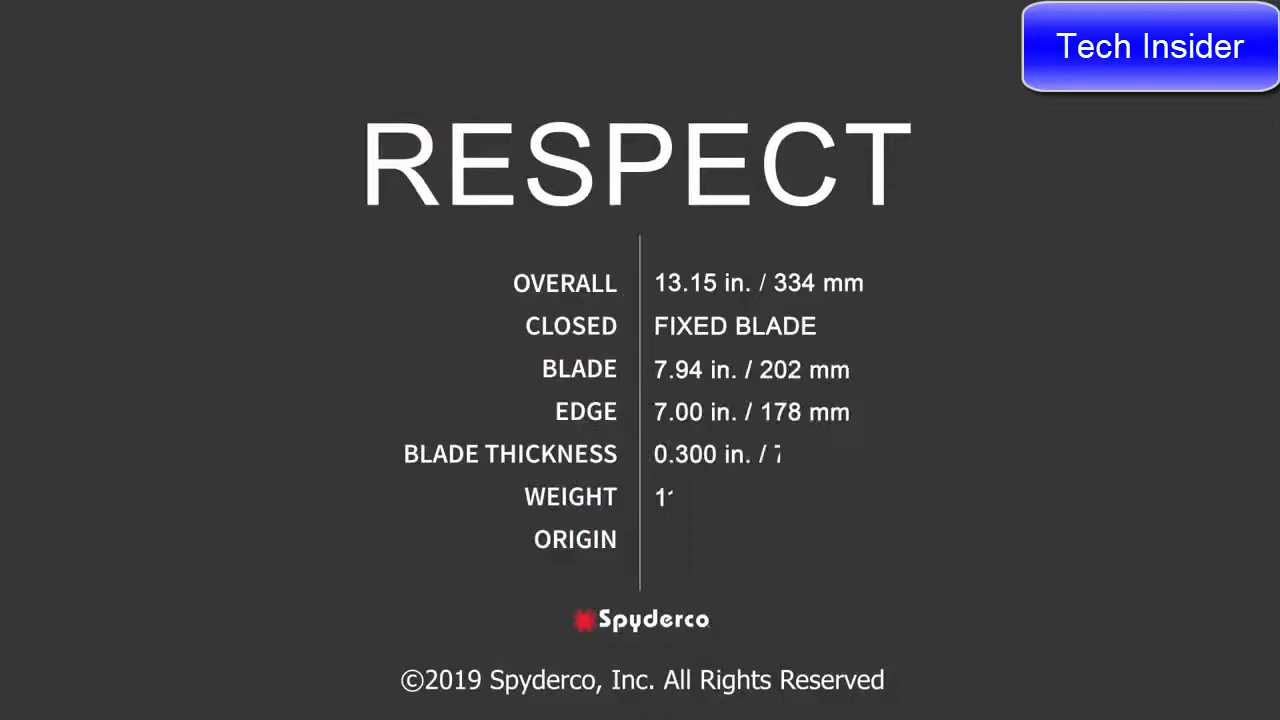 Tech Insider
RESPECT
OVERALL 13.15 in. / 334 mm
CLOSED FIXED BLADE
BLADE 7.94 in. / 202 mm
EDGE 7.00 in. / 178 mm
BLADE THICKNESS 0.300 in. /
WEIGHT
ORIGIN
Spyderco
©2019 Spyderco, Inc. All Rights Reserved